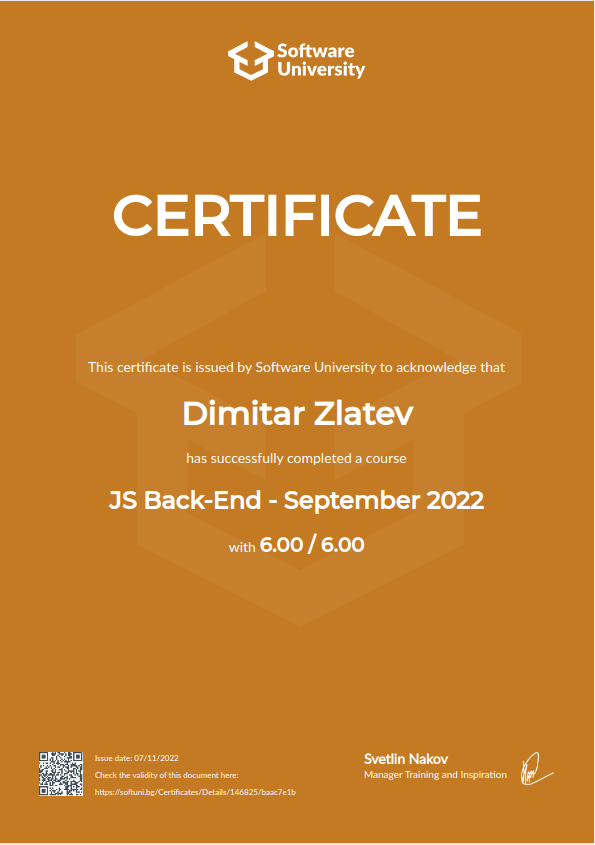 Software
University
CERTIFICATE
This certificate is issued by Software University to acknowledge that
Dimitar Zlatev
has successfully completed a course
JS Back-End - September 2022
with 6.00 / 6.00
Issue date: 07/11/2022
Check the validity of this document here:
https://softuni.bg/Certificates/Details/146825/baac7e1b
Svetlin Nakov
Manager Training and Inspiration